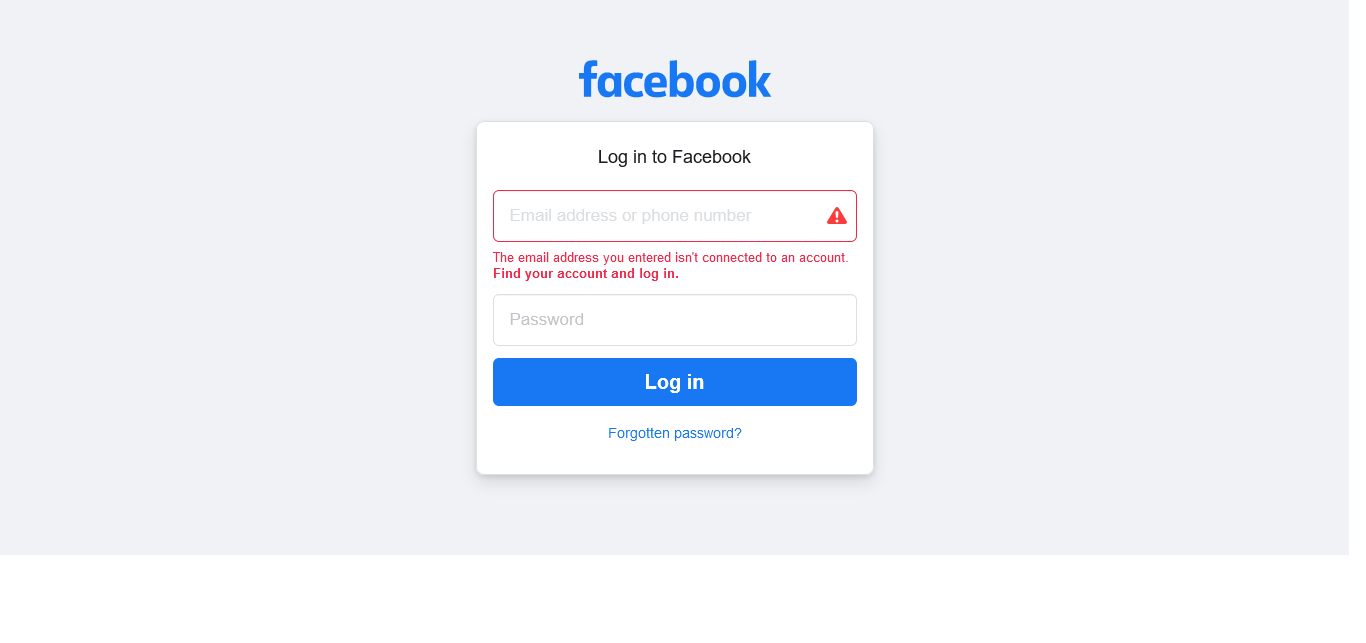 facebook
Log in to Facebook
Email address or phone number
The email address you entered isn't connected to an account.
Find your account and log in.
Password
Log in
Forgotten password?